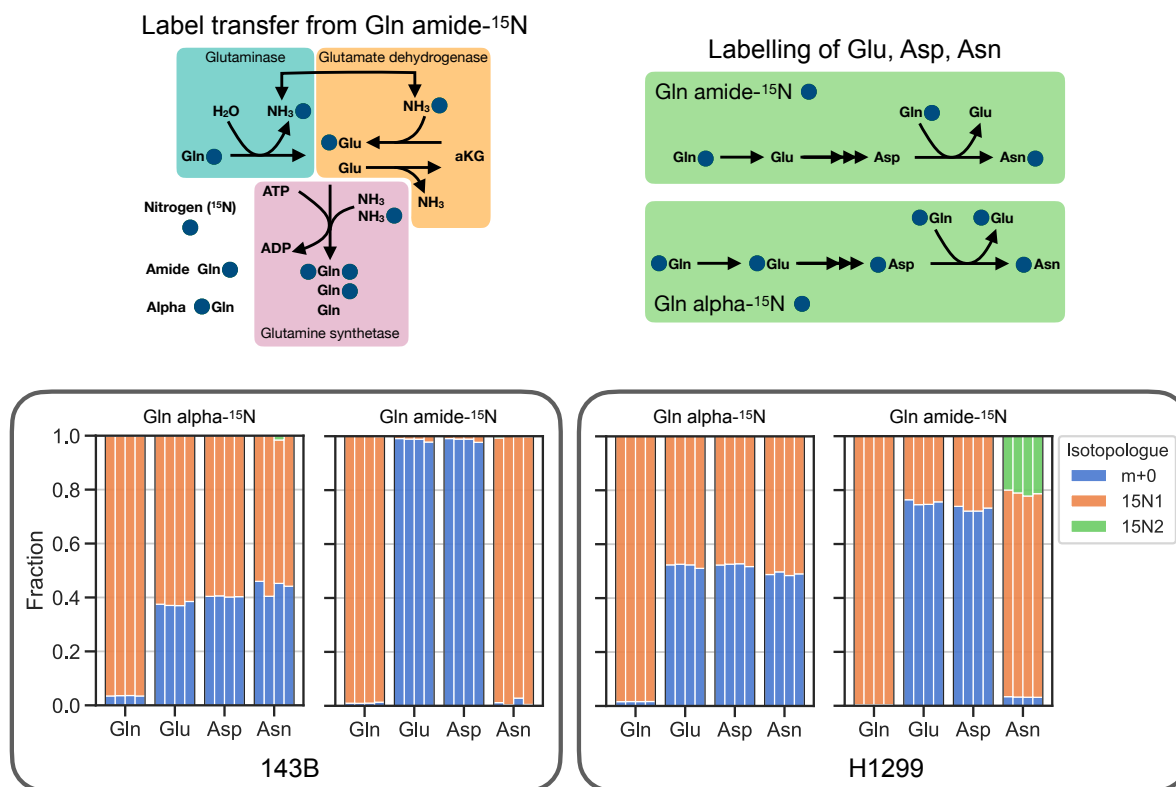 Label transfer from Gln amide-¹⁵N
Glutaminase
Glutamate dehydrogenase
H₂O
NH₃
NH₃
Gln
Glu
Glu
aKG
NH₃
ATP
NH₃
NH₃
ADP
Gln
Gln
Gln
Glutamine synthetase
Nitrogen (¹⁵N)
Amide Gln
Alpha Gln
Labelling of Glu, Asp, Asn
Gln amide-¹⁵N
Gln
Glu
Gln
Glu
Asp
Asn
Gln
Glu
Gln
Glu
Asp
Asn
Gln alpha-¹⁵N
Gln alpha-¹⁵N
Gln amide-¹⁵N
Fraction
1.0
0.8
0.6
0.4
0.2
0.0
Gln Glu Asp Asn
Gln Glu Asp Asn
143B
Gln alpha-¹⁵N
Gln amide-¹⁵N
Gln Glu Asp Asn
Gln Glu Asp Asn
H1299
Isotopologue
m+0
15N1
15N2